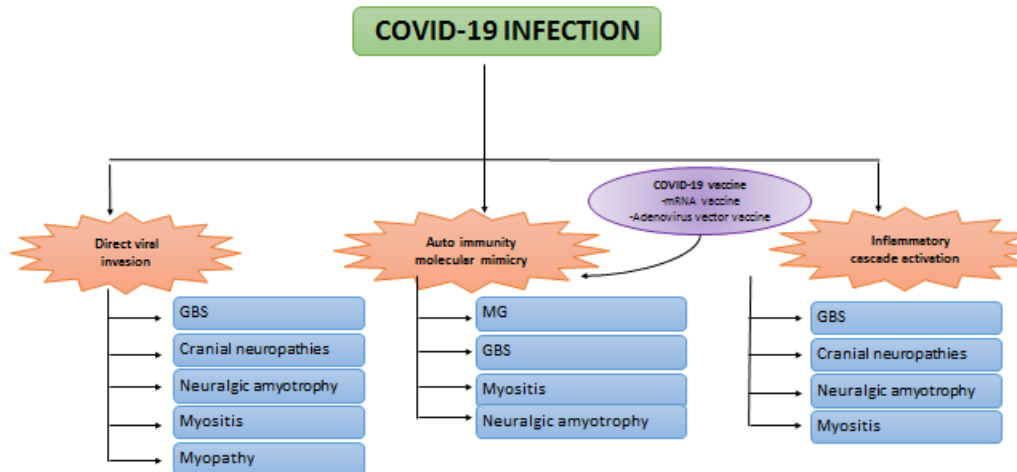 COVID-19 INFECTION
COVID-19 vaccine
-mRNA vaccine
-Adenovirus vector vaccine
Direct viral
invasion
Auto immunity
molecular mimicry
Inflammatory
cascade activation
GBS
Cranial neuropathies
Neuralgic amyotrophy
Myositis
Myopathy
MG
GBS
Myositis
Neuralgic amyotrophy
GBS
Cranial neuropathies
Neuralgic amyotrophy
Myositis